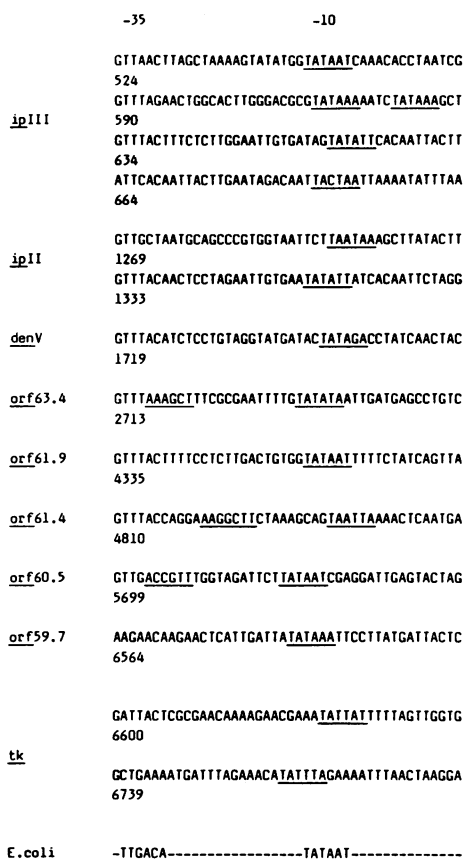 -35 -10
GTTAACTTAGCTAAAAGTATATGGTATAATCAAACACCTAATCG
524
GTTTAGAACTGGCACTTGGGACGCGTATAAAAATCTATAAAGCT
ipIII
590
GTTTACTTTCTCTTGGAATTGTGATAGTATATTCACAATTACTT
634
ATTCACAATTACTTGAATAGACAATTACTAATTAAAATATTTAA
664
GTTGCTAATGCAGCCCGTGGTAATTCTTAATAAAGCTTATACTT
ipII
1269
GTTTACAACTCCTAGAATTGTGAATATATTATCACAATTCTAGG
1333
denV GTTTACATCTCCTGTAGGTATGATACTATAGACCTATCAACTAC
1719
orf63.4 GTTTAAAGCTTTCGCGAATTTTGTATATAATTGATGAGCCTGTC
2713
orf61.9 GTTTACTTTTCCTCTTGACTGTGGTATAATTTTTCTATCAGTTA
4335
orf61.4 GTTTACCAGGAAAGGCTTCTAAAGCAGTAATTAAAACTCAATGA
4810
orf60.5 GTTGACCGTTTGGTAGATTCTTATAATCGAGGATTGAGTACTAG
5699
orf59.7 AAGAACAAGAACTCATTGATTATATAAATTCCTTATGATTACTC
6564
GATTACTCGCGAACAAAAGAACGAAATATTATTTTTAGTTGGTG
6600
tk
GCTGAAAATGATTTAGAAACATATTTAGAAAATTTAACTAAGGA
6739
E.coli -TTGACA-----------------TATAAT--------------